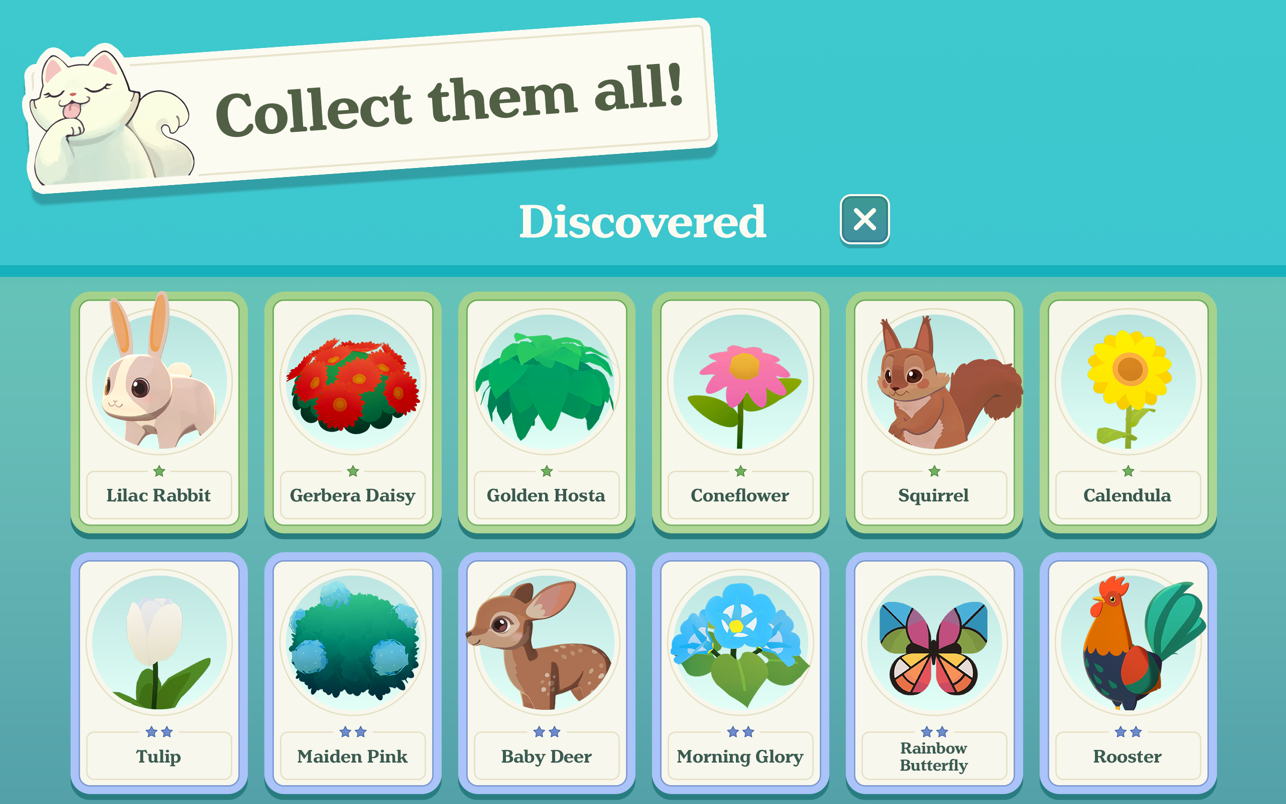 Collect them all!
Discovered
Lilac Rabbit
Gerbera Daisy
Golden Hosta
Coneflower
Squirrel
Calendula
Tulip
Maiden Pink
Baby Deer
Morning Glory
Rainbow
Butterfly
Rooster